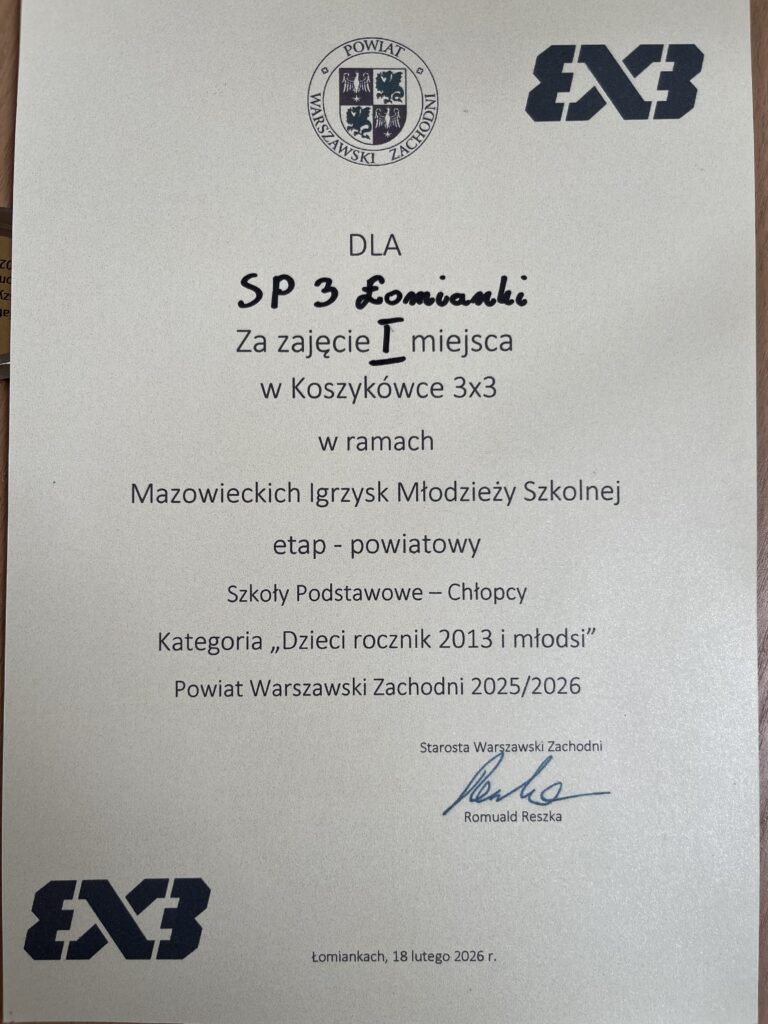 POWIAT
WARSZAWSKI ZACHODNI
3X3
DLA
SP 3 Łomianki
Za zajęcie I miejsca
w Koszykówce 3x3
w ramach
Mazowieckich Igrzysk Młodzieży Szkolnej
etap - powiatowy
Szkoły Podstawowe – Chłopcy
Kategoria „Dzieci rocznik 2013 i młodsi”
Powiat Warszawski Zachodni 2025/2026
Starosta Warszawski Zachodni
Reszka
Romuald Reszka
3X3
Łomiankach, 18 lutego 2026 r.